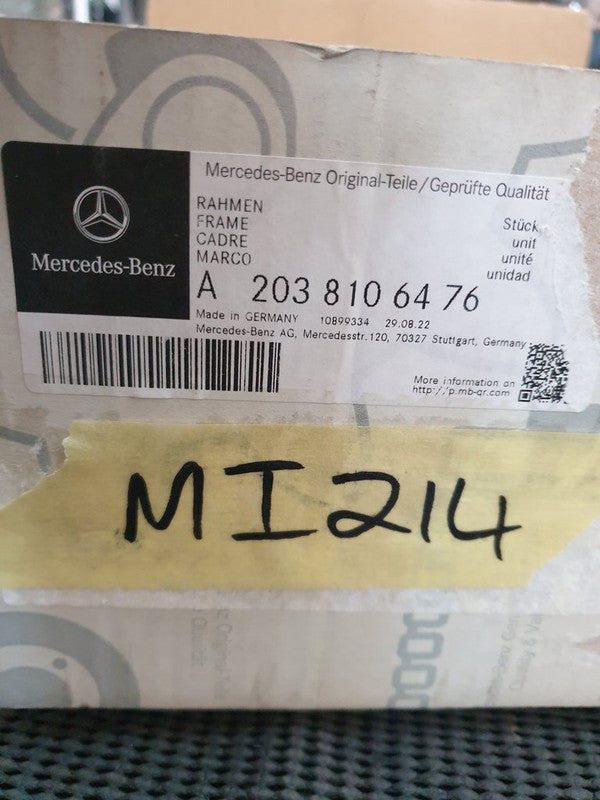 Mercedes-Benz Original-Teile/Geprüfte Qualität
RAHMEN
FRAME
CADRE
MARCO
Stück
unit
unité
unidad
Mercedes-Benz
A 203 810 64 76
Made in GERMANY 10899334 29.08.22
Mercedes-Benz AG, Mercedesstr.120, 70327 Stuttgart, Germany
More information on
http://p.mb-qr.com
MI214